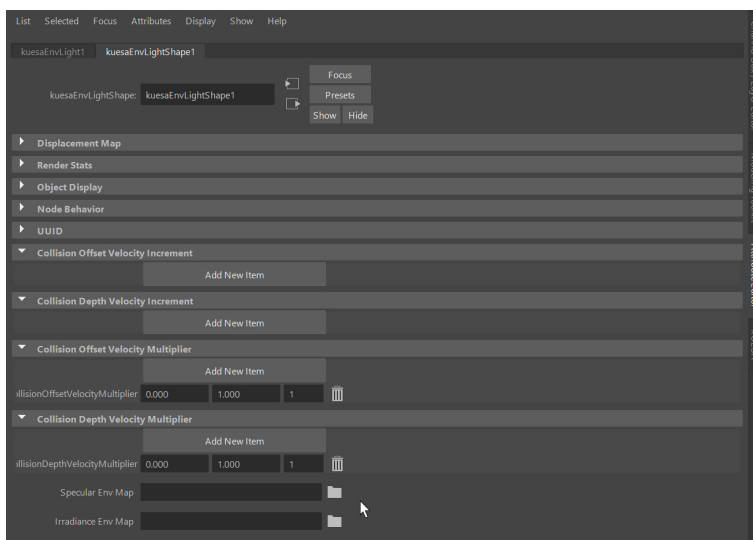 List Selected Focus Attributes Display Show Help
kuesaEnvLight1 kuesaEnvLightShape1
Focus
kuesaEnvLightShape: kuesaEnvLightShape1 Presets
Show Hide
Displacement Map
Render Stats
Object Display
Node Behavior
UUID
Collision Offset Velocity Increment
Add New Item
Collision Depth Velocity Increment
Add New Item
Collision Offset Velocity Multiplier
Add New Item
ollisionOffsetVelocityMultiplier 0.000 1.000 1
Collision Depth Velocity Multiplier
Add New Item
ollisionDepthVelocityMultiplier 0.000 1.000 1
Specular Env Map
Irradiance Env Map